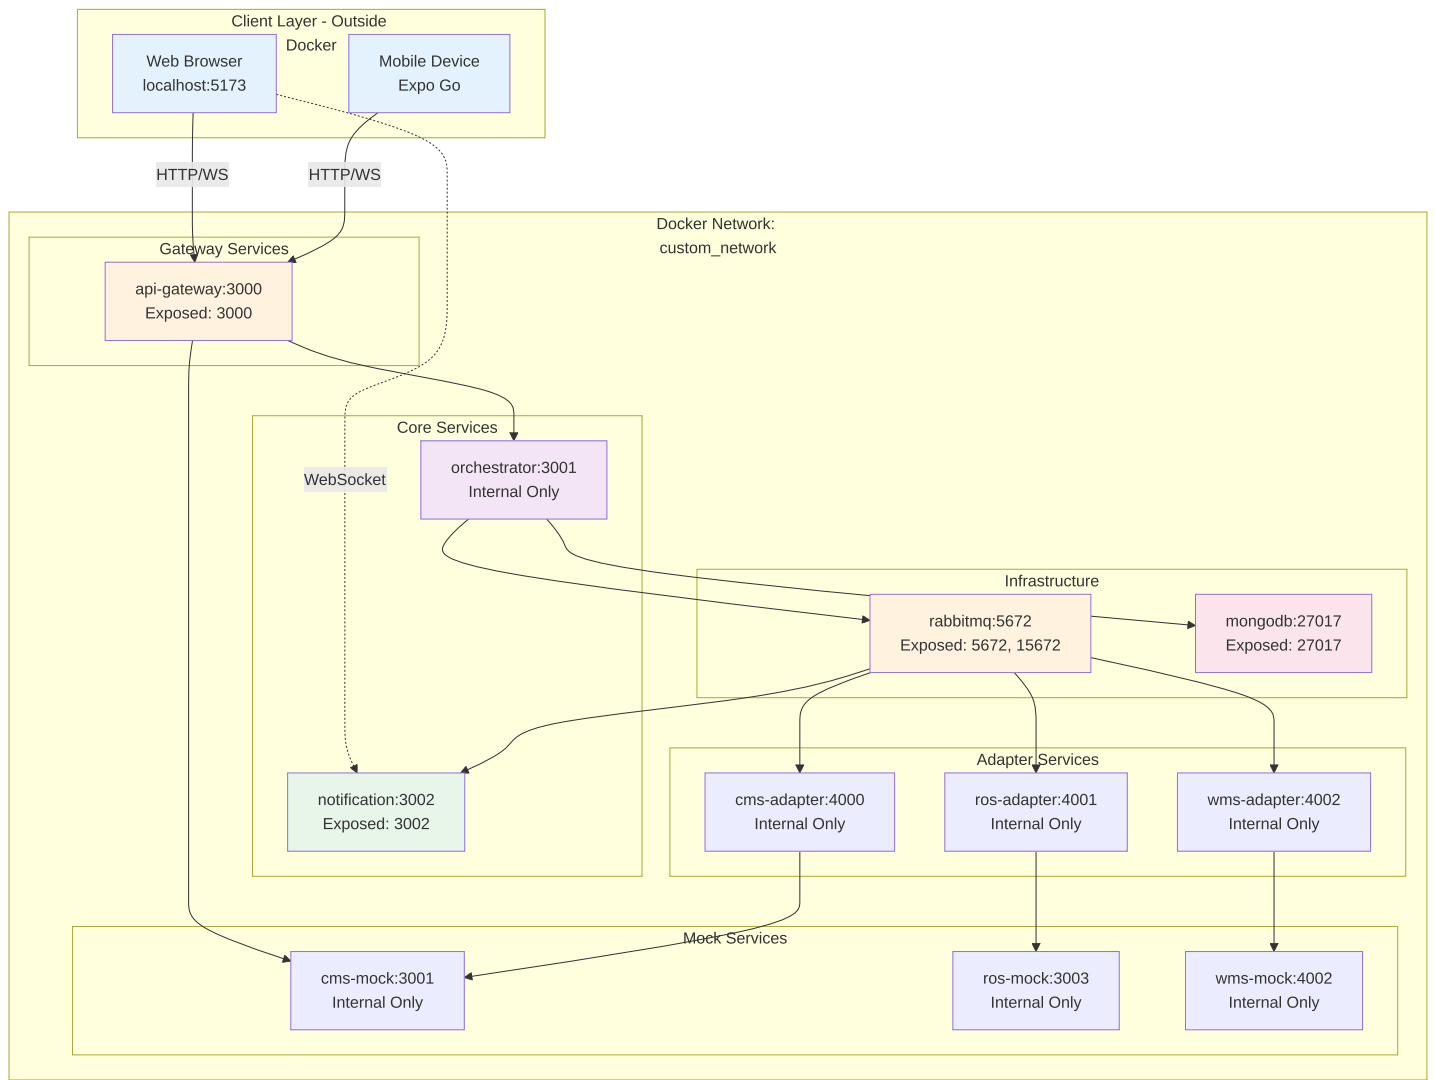 Client Layer - Outside
Docker
Web Browser
localhost:5173
Mobile Device
Expo Go
HTTP/WS
HTTP/WS
Docker Network:
custom_network
Gateway Services
api-gateway:3000
Exposed: 3000
Core Services
orchestrator:3001
Internal Only
WebSocket
Infrastructure
rabbitmq:5672
Exposed: 5672, 15672
mongodb:27017
Exposed: 27017
notification:3002
Exposed: 3002
Adapter Services
cms-adapter:4000
Internal Only
ros-adapter:4001
Internal Only
wms-adapter:4002
Internal Only
Mock Services
cms-mock:3001
Internal Only
ros-mock:3003
Internal Only
wms-mock:4002
Internal Only